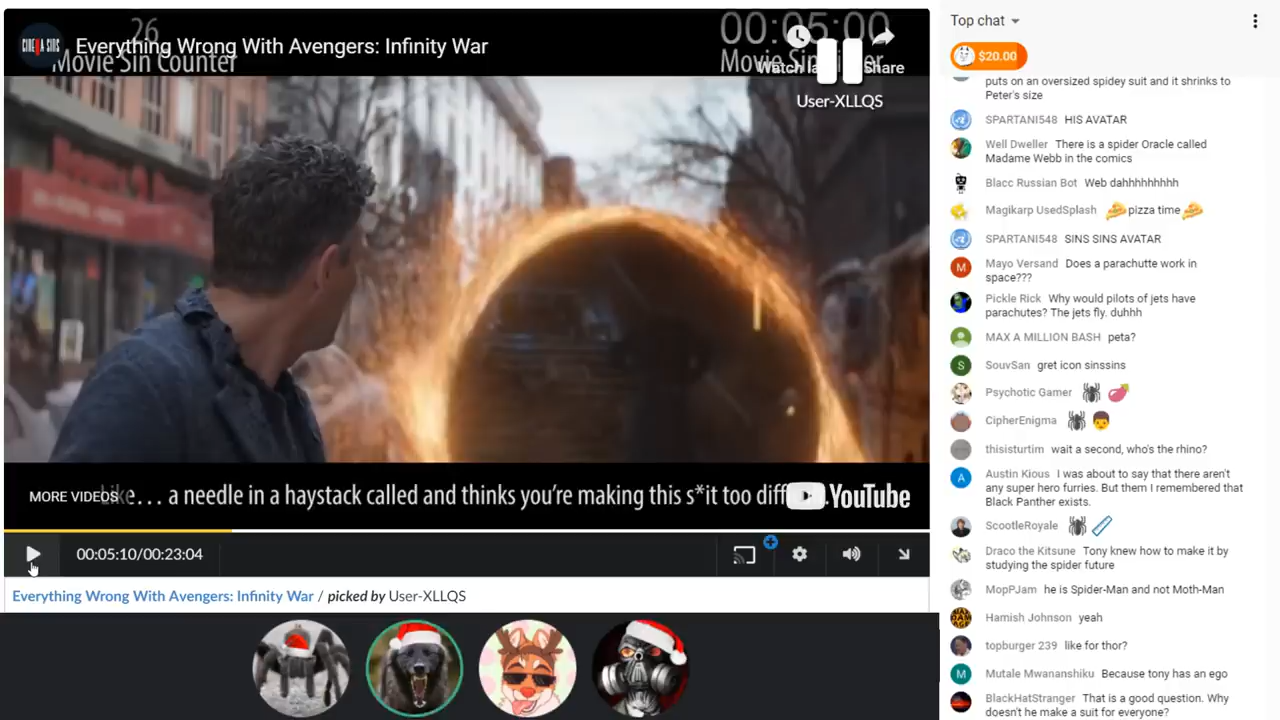 26
00:05:00
CINEMA SINS
Everything Wrong With Avengers: Infinity War
Movie Sin Counter
Movie Sin Timer
Watch la
Share
User-XLLQS
MORE VIDEOS
Like… a needle in a haystack called and thinks you're making this s*it too diff
YouTube
00:05:10/00:23:04
Everything Wrong With Avengers: Infinity War / picked by User-XLLQS
Top chat
$20.00
puts on an oversized spidey suit and it shrinks to
Peter's size
SPARTANI548 HIS AVATAR
Well Dweller There is a spider Oracle called
Madame Webb in the comics
Blacc Russian Bot Web dahhhhhhhhh
Magikarp UsedSplash 🍕pizza time🍕
SPARTANI548 SINS SINS AVATAR
M
Mayo Versand Does a parachutte work in
space???
Pickle Rick Why would pilots of jets have
parachutes? The jets fly. duhhh
MAX A MILLION BASH peta?
S
SouvSan gret icon sinssins
Psychotic Gamer 🕷 🍠
CipherEnigma 🕷 👨
thisisturtim wait a second, who's the rhino?
A
Austin Kious I was about to say that there aren't
any super hero furries. But them I remembered that
Black Panther exists.
ScootleRoyale 🕷 📏
Draco the Kitsune Tony knew how to make it by
studying the spider future
MopPJam he is Spider-Man and not Moth-Man
Hamish Johnson yeah
topburger 239 like for thor?
M
Mutale Mwananshiku Because tony has an ego
BlackHatStranger That is a good question. Why
doesn't he make a suit for everyone?